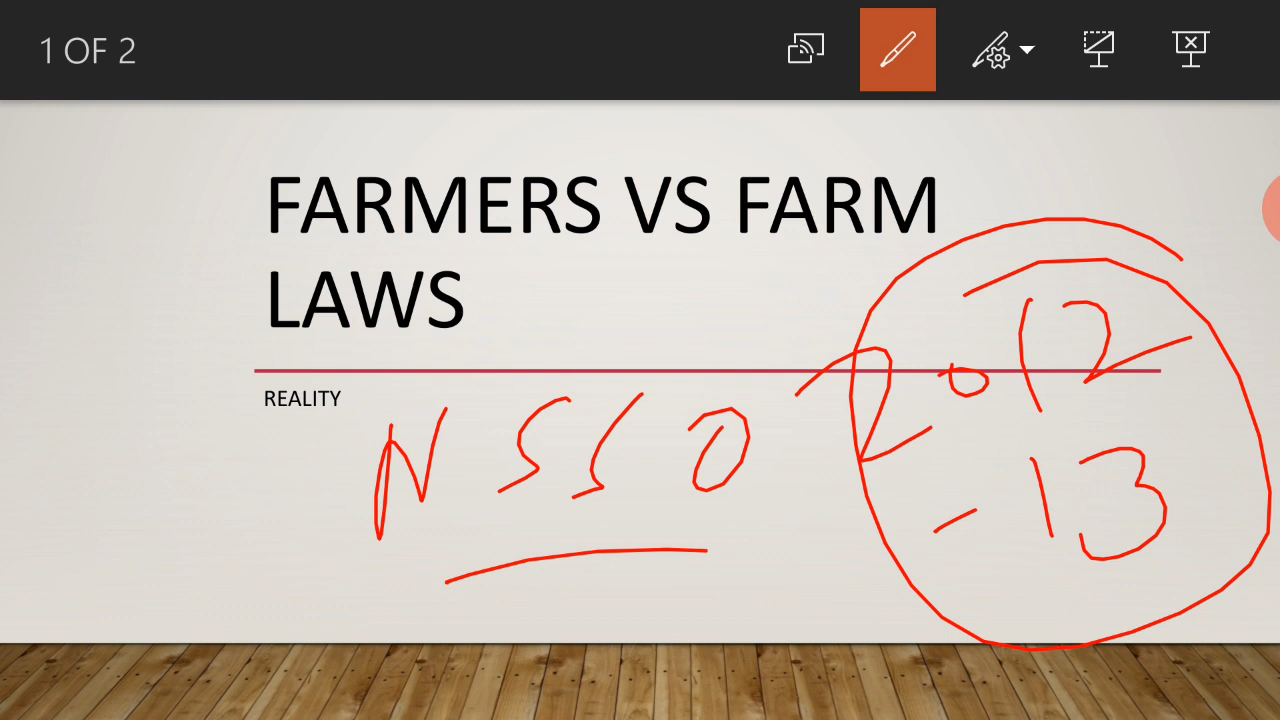 1 OF 2
FARMERS VS FARM
LAWS
REALITY
NSSO 2012
-13